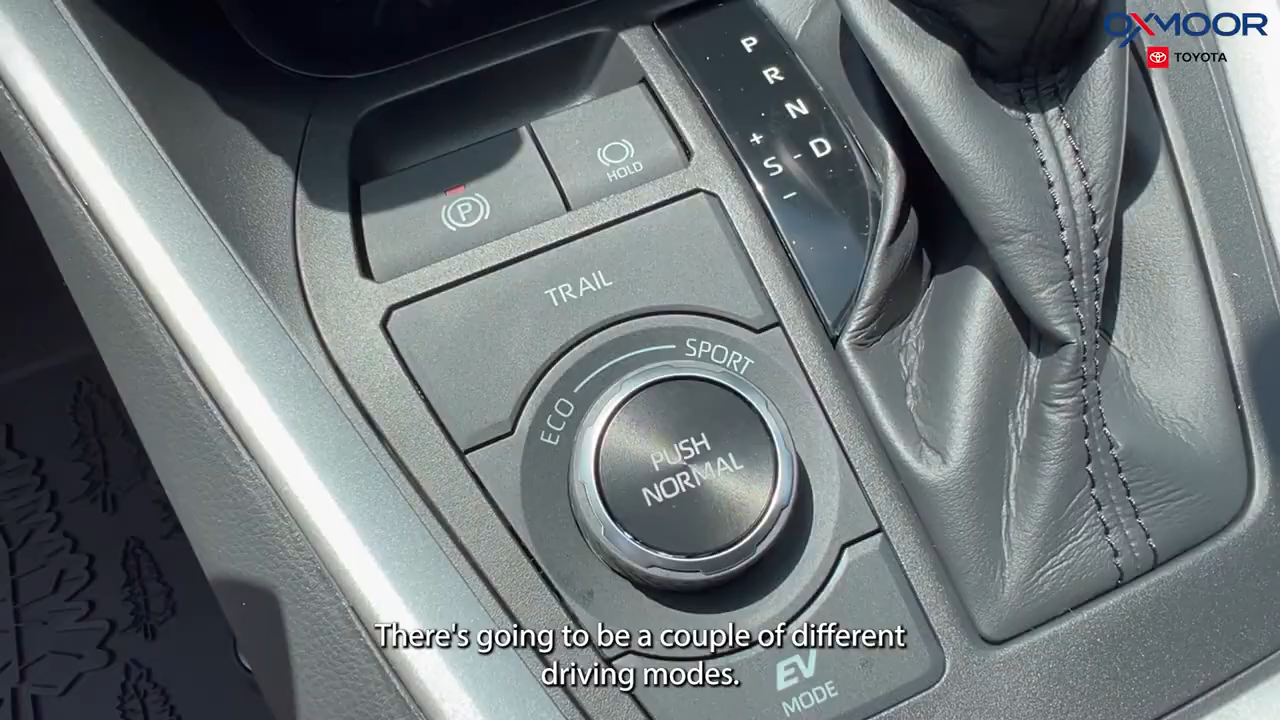 OXMOOR
TOYOTA
P
R
N
+
S - D
-
HOLD
(P)
TRAIL
SPORT
ECO
PUSH
NORMAL
There's going to be a couple of different
driving modes.
EV
MODE